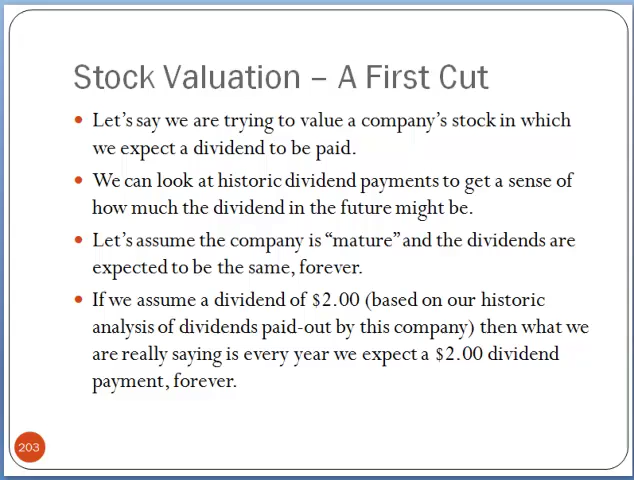 Stock Valuation – A First Cut
• Let's say we are trying to value a company's stock in which
we expect a dividend to be paid.
• We can look at historic dividend payments to get a sense of
how much the dividend in the future might be.
• Let's assume the company is “mature” and the dividends are
expected to be the same, forever.
• If we assume a dividend of $2.00 (based on our historic
analysis of dividends paid-out by this company) then what we
are really saying is every year we expect a $2.00 dividend
payment, forever.
203